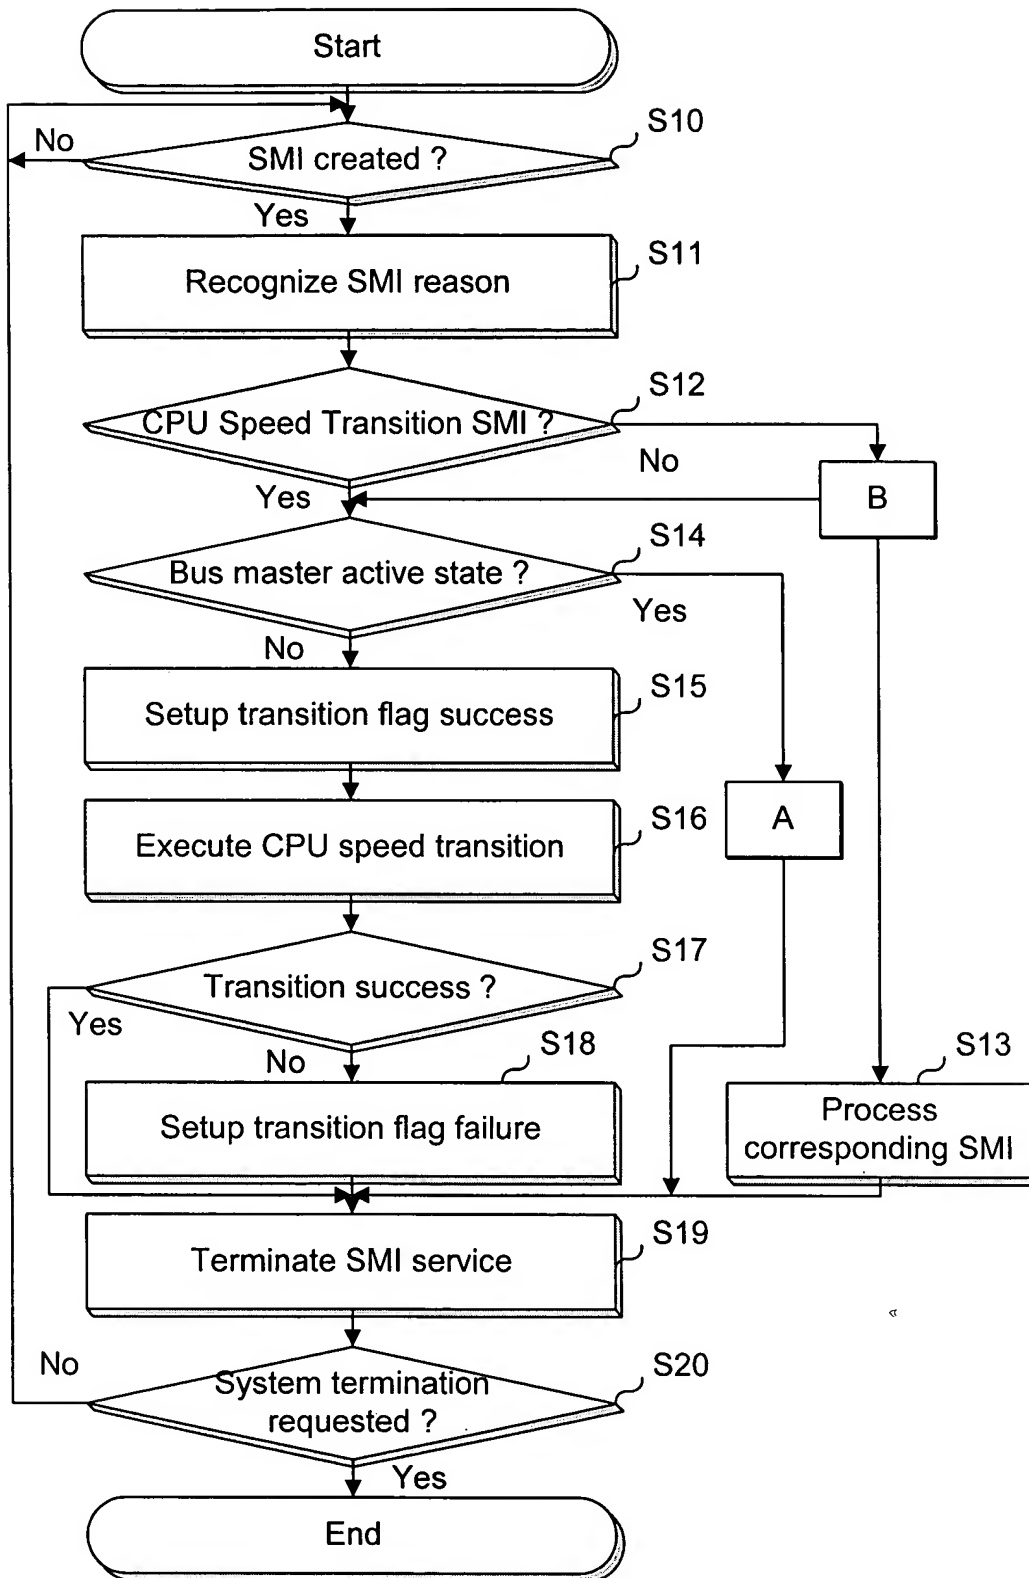 Start
S10
No
SMI created ?
Yes
S11
Recognize SMI reason
S12
CPU Speed Transition SMI ?
No
Yes
B
S14
Bus master active state ?
Yes
No
S15
Setup transition flag success
S16
A
Execute CPU speed transition
S17
Transition success ?
Yes
No
S18
S13
Setup transition flag failure
Process
corresponding SMI
S19
Terminate SMI service
No
S20
System termination
requested ?
Yes
End